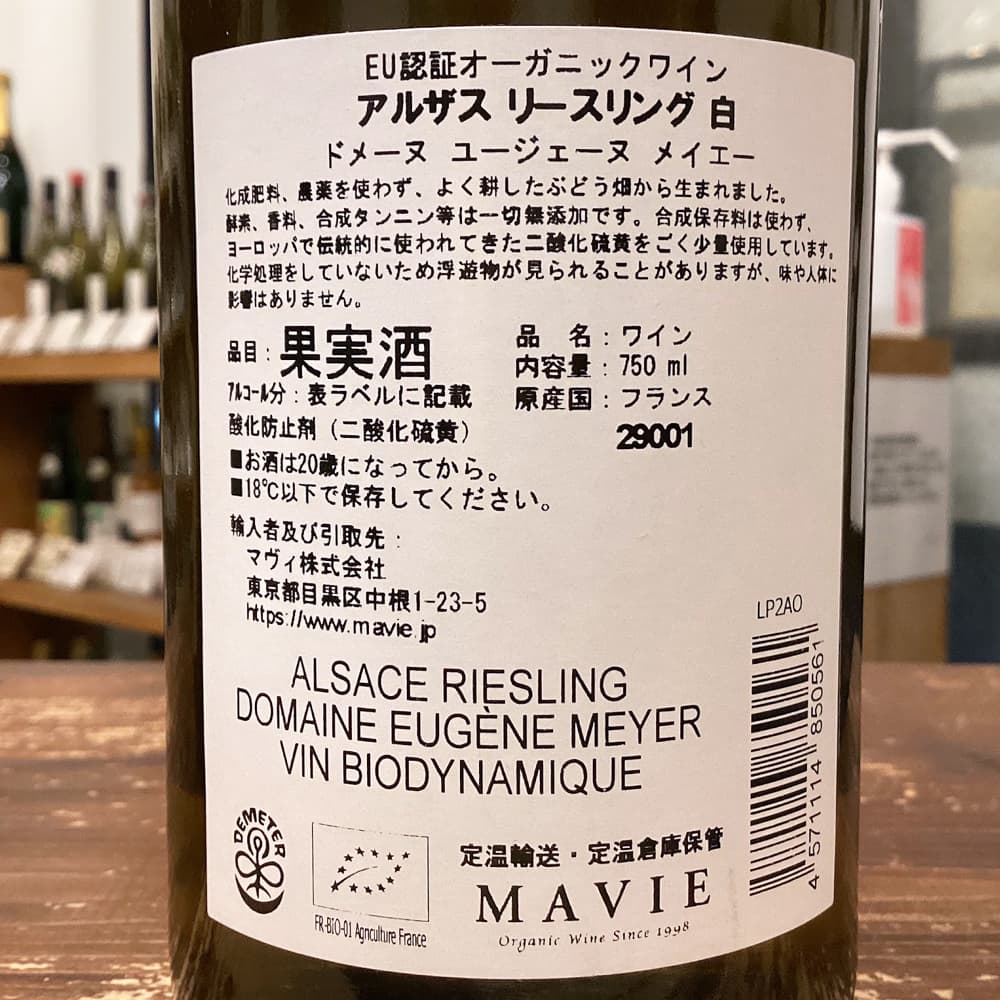 EU認証オーガニックワイン
アルザス リースリング 白
ドメーヌ ユージェーヌ メイエー
化成肥料、農薬を使わず、よく耕したぶどう畑から生まれました。
酵素、香料、合成タンニン等は一切無添加です。合成保存料は使わず、
ヨーロッパで伝統的に使われてきた二酸化硫黄をごく少量使用しています。
化学処理をしていないため浮遊物が見られることがありますが、味や人体に
影響はありません。
品目：果実酒
品 名：ワイン
内容量：750 ml
アルコール分：表ラベルに記載
原産国：フランス
酸化防止剤（二酸化硫黄）
29001
■お酒は20歳になってから。
■18℃以下で保存してください。
輸入者及び引取先：
マヴィ株式会社
東京都目黒区中根1-23-5
https://www.mavie.jp
LP2AO
4 571114 850561
ALSACE RIESLING
DOMAINE EUGÈNE MEYER
VIN BIODYNAMIQUE
DEMETER
FR-BIO-01 Agriculture France
定温輸送・定温倉庫保管
MAVIE
Organic Wine Since 1998